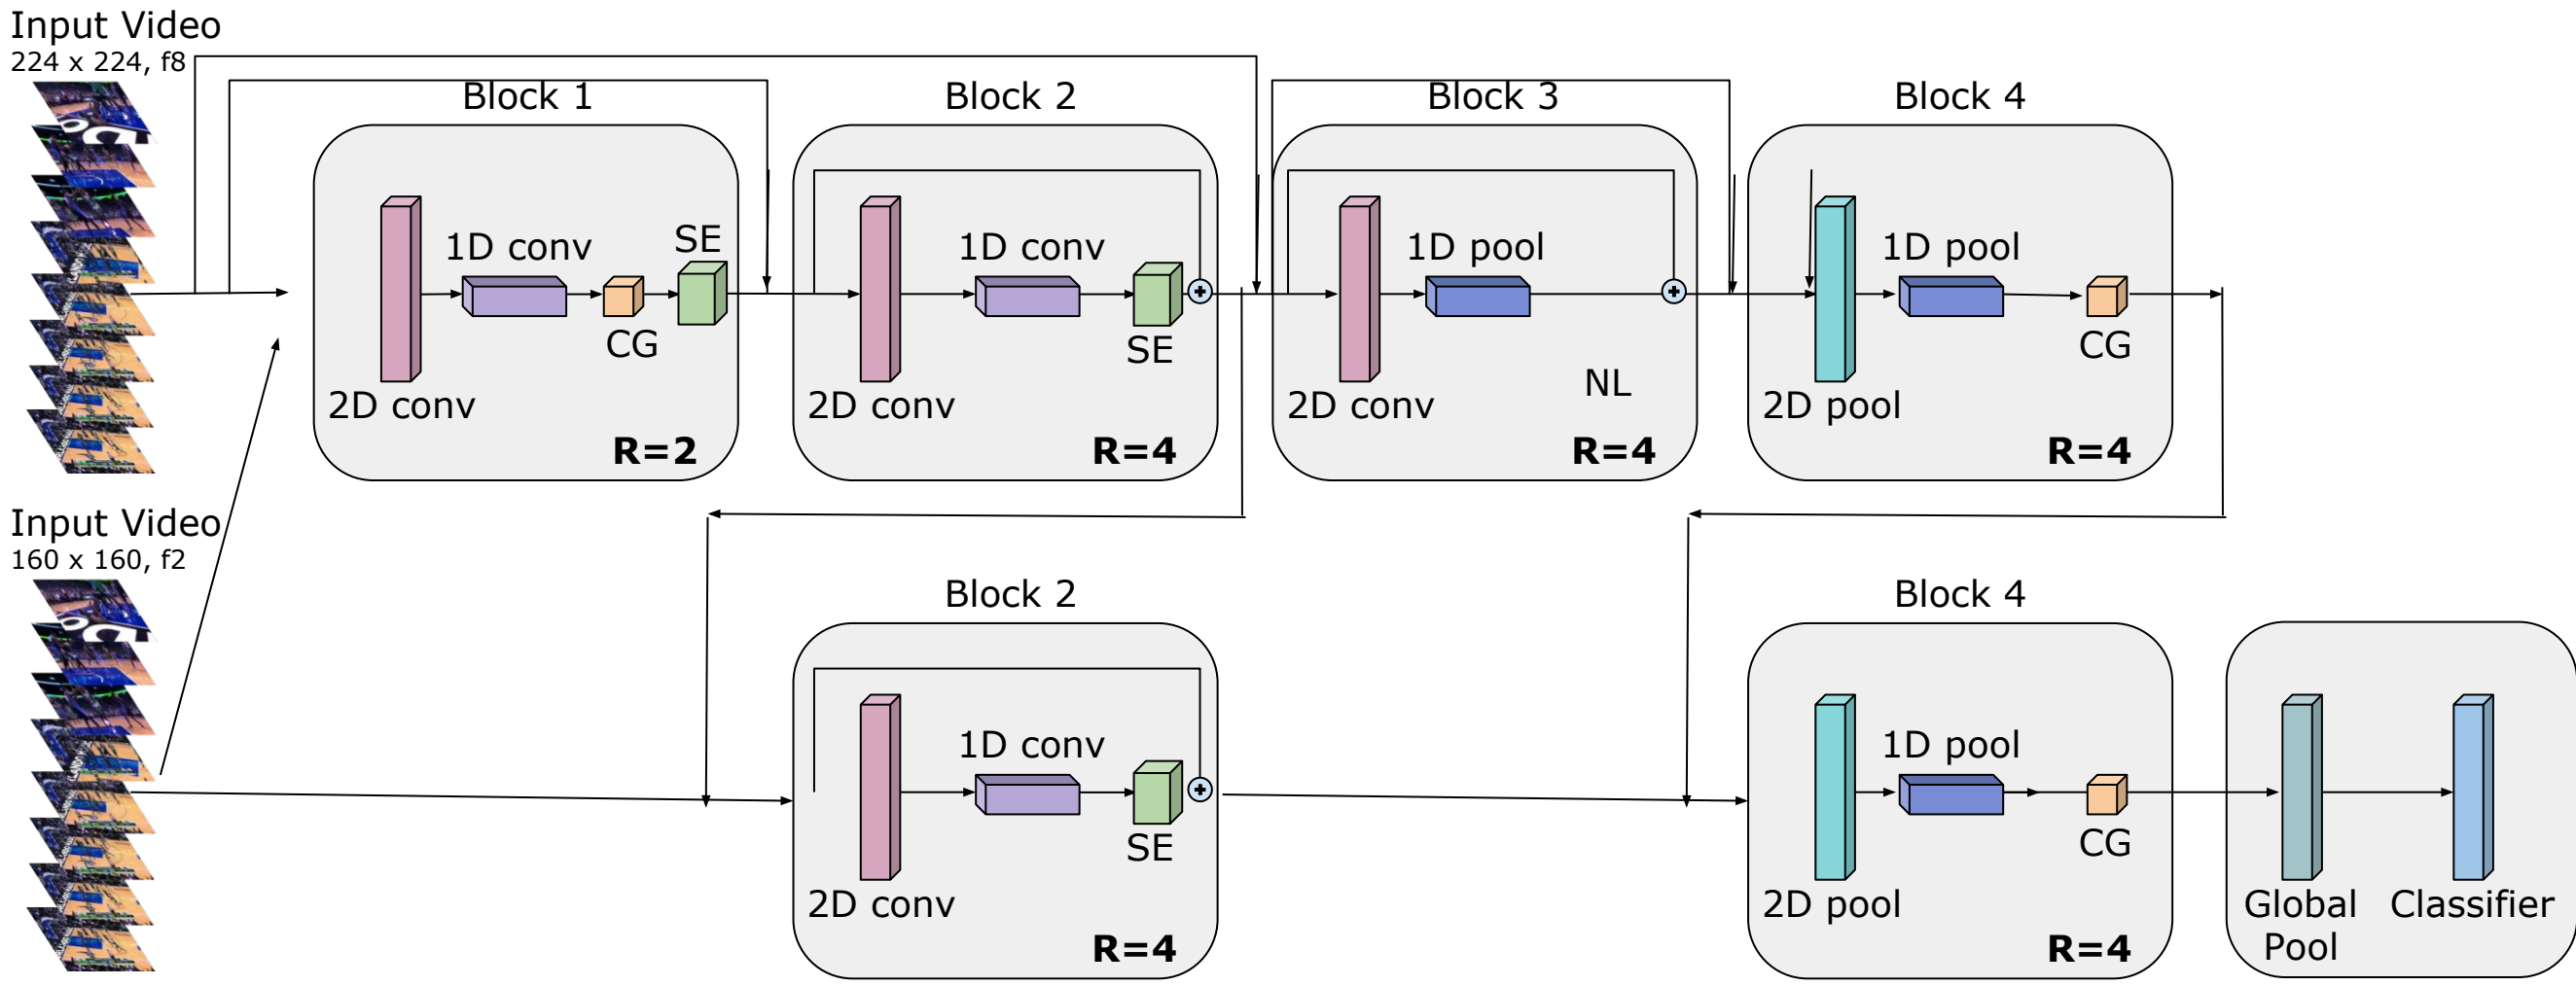 Input Video
224 x 224, f8
Block 1
Block 2
Block 3
Block 4
SE
1D conv
1D conv
1D pool
1D pool
CG
SE
CG
NL
2D conv
2D conv
2D conv
2D pool
R=2
R=4
R=4
R=4
Input Video
160 x 160, f2
Block 2
Block 4
1D conv
1D pool
SE
CG
2D conv
2D pool
Global
Pool
Classifier
R=4
R=4